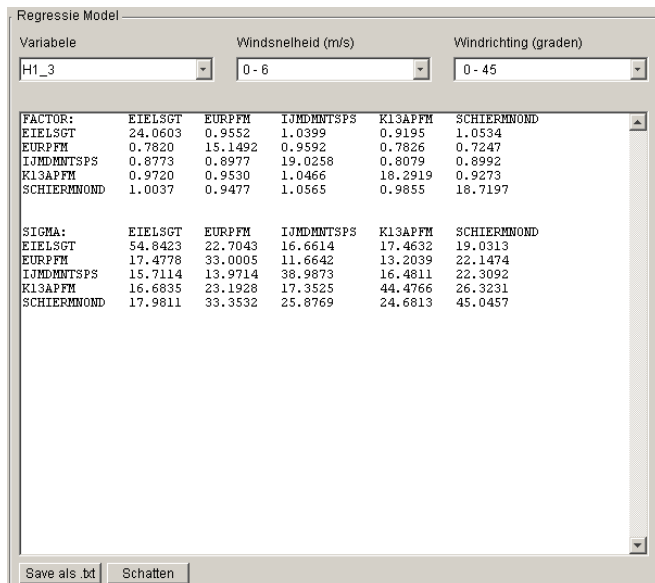 Regressie Model
Variabele Windsnelheid (m/s) Windrichting (graden)
H1_3 0 - 6 0 - 45
FACTOR: EIELSGT EURPFM IJMDMNTSPS K13APFM SCHIERMNOND
EIELSGT 24.0603 0.9552 1.0399 0.9195 1.0534
EURPFM 0.7820 15.1492 0.9592 0.7826 0.7247
IJMDMNTSPS 0.8773 0.8977 19.0258 0.8079 0.8992
K13APFM 0.9720 0.9530 1.0466 18.2919 0.9273
SCHIERMNOND 1.0037 0.9477 1.0565 0.9855 18.7197
SIGMA: EIELSGT EURPFM IJMDMNTSPS K13APFM SCHIERMNOND
EIELSGT 54.8423 22.7043 16.6614 17.4632 19.0313
EURPFM 17.4778 33.0005 11.6642 13.2039 22.1474
IJMDMNTSPS 15.7114 13.9714 38.9873 16.4811 22.3092
K13APFM 16.6835 23.1928 17.3525 44.4766 26.3231
SCHIERMNOND 17.9811 33.3532 25.8769 24.6813 45.0457
Save als .txt Schatten